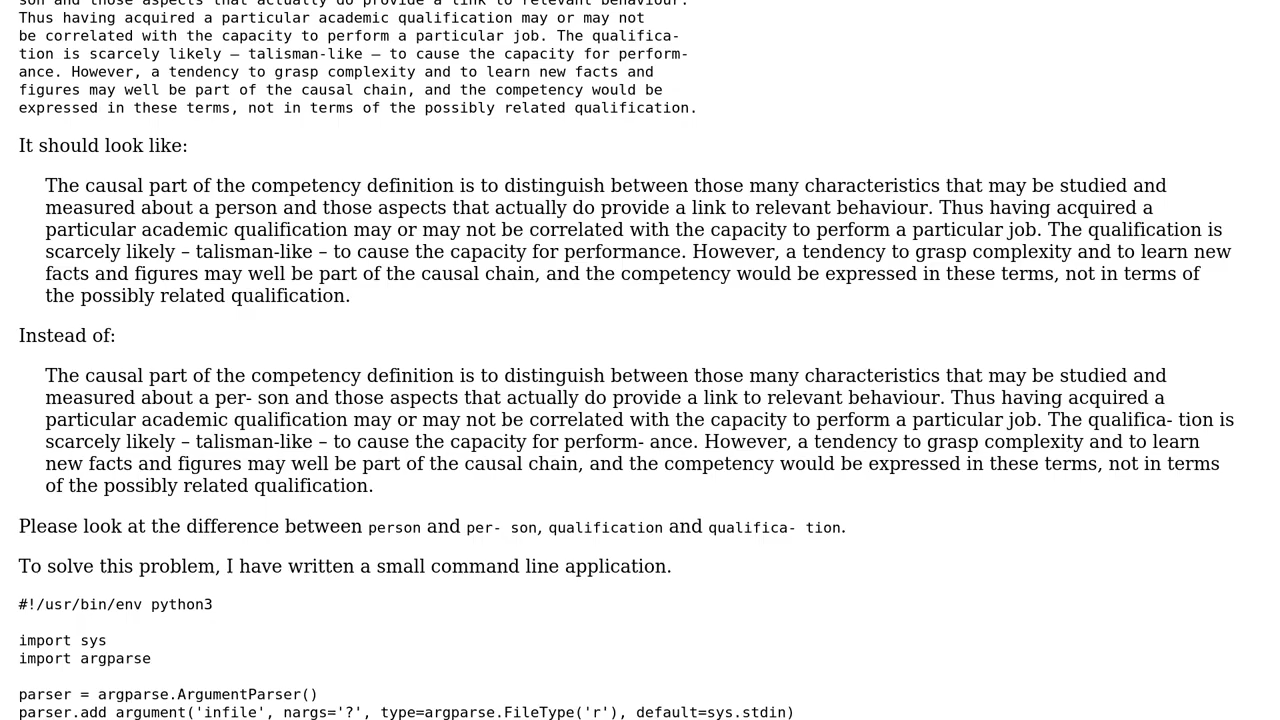 son and those aspects that actually do provide a link to relevant behaviour.
Thus having acquired a particular academic qualification may or may not
be correlated with the capacity to perform a particular job. The qualifica-
tion is scarcely likely – talisman-like – to cause the capacity for perform-
ance. However, a tendency to grasp complexity and to learn new facts and
figures may well be part of the causal chain, and the competency would be
expressed in these terms, not in terms of the possibly related qualification.
It should look like:
The causal part of the competency definition is to distinguish between those many characteristics that may be studied and
measured about a person and those aspects that actually do provide a link to relevant behaviour. Thus having acquired a
particular academic qualification may or may not be correlated with the capacity to perform a particular job. The qualification is
scarcely likely – talisman-like – to cause the capacity for performance. However, a tendency to grasp complexity and to learn new
facts and figures may well be part of the causal chain, and the competency would be expressed in these terms, not in terms of
the possibly related qualification.
Instead of:
The causal part of the competency definition is to distinguish between those many characteristics that may be studied and
measured about a per- son and those aspects that actually do provide a link to relevant behaviour. Thus having acquired a
particular academic qualification may or may not be correlated with the capacity to perform a particular job. The qualifica- tion is
scarcely likely – talisman-like – to cause the capacity for perform- ance. However, a tendency to grasp complexity and to learn
new facts and figures may well be part of the causal chain, and the competency would be expressed in these terms, not in terms
of the possibly related qualification.
Please look at the difference between person and per- son, qualification and qualifica- tion.
To solve this problem, I have written a small command line application.
#!/usr/bin/env python3
import sys
import argparse
parser = argparse.ArgumentParser()
parser.add_argument('infile', nargs='?', type=argparse.FileType('r'), default=sys.stdin)